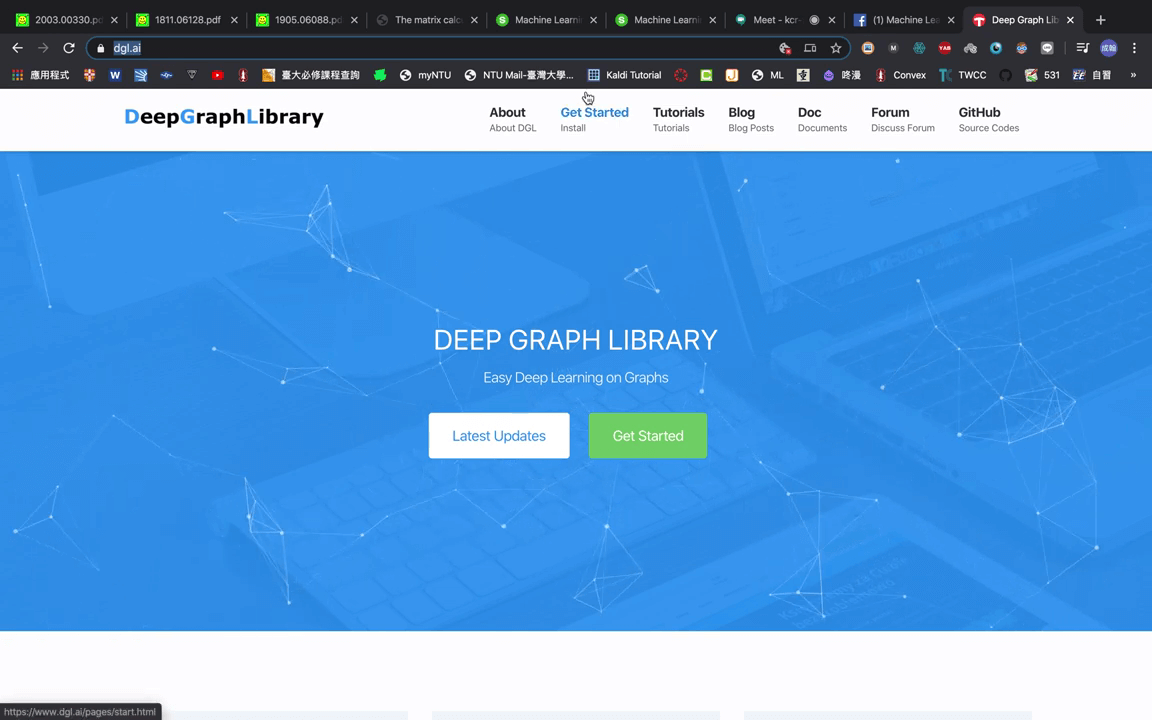 2003.00330.pd
1811.06128.pdf
1905.06088.pd
The matrix calc
Machine Learni
Machine Learni
Meet - kcr-
(1) Machine Lea
Deep Graph Lib
dgl.ai
應用程式
臺大必修課程查詢
myNTU
NTU Mail-臺灣大學...
Kaldi Tutorial
ML
咚漫
Convex
TWCC
531
自習
»
DeepGraphLibrary
About
About DGL
Get Started
Install
Tutorials
Tutorials
Blog
Blog Posts
Doc
Documents
Forum
Discuss Forum
GitHub
Source Codes
DEEP GRAPH LIBRARY
Easy Deep Learning on Graphs
Latest Updates
Get Started
https://www.dgl.ai/pages/start.html